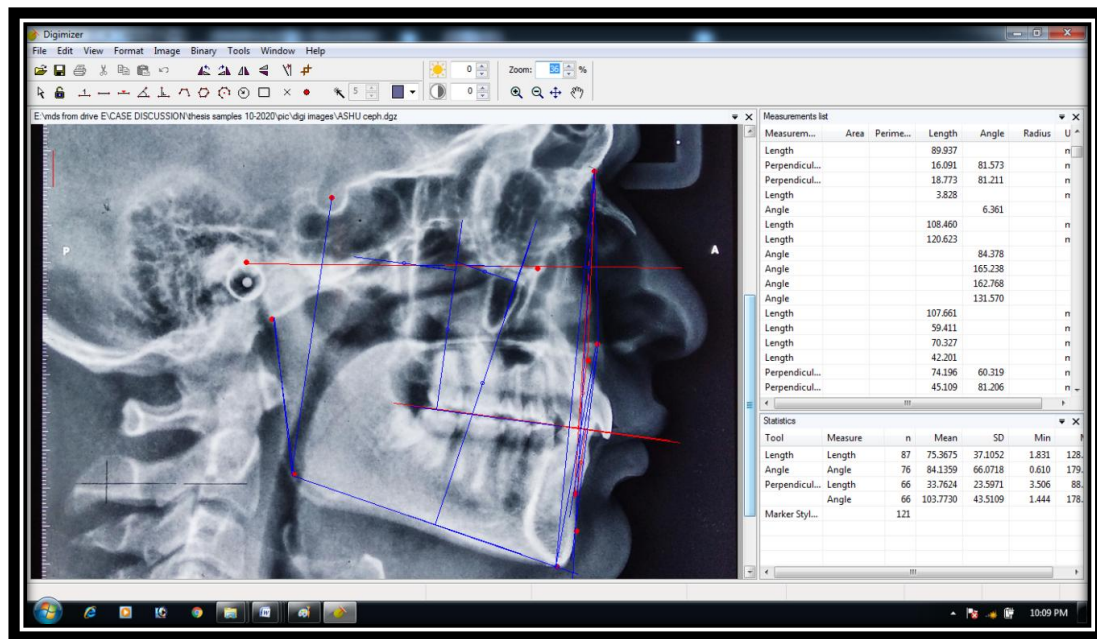 Digimizer
File Edit View Format Image Binary Tools Window Help
0 Zoom: 36 %
5 0
E:\mds from drive E\CASE DISCUSSION\thesis samples 10-2020\pic\digi images\ASHU ceph.dgz
P
A
Measurements list
Measurem... Area Perime... Length Angle Radius U
Length 89.937
Perpendicul... 16.091 81.573
Perpendicul... 18.773 81.211
Length 3.828
Angle 6.361
Length 108.460
Length 120.623
Angle 84.378
Angle 165.238
Angle 162.768
Angle 131.570
Length 107.661
Length 59.411
Length 70.327
Length 42.201
Perpendicul... 74.196 60.319
Perpendicul... 45.109 81.206
Statistics
Tool Measure n Mean SD Min
Length Length 87 75.3675 37.1052 1.831 128.
Angle Angle 76 84.1359 66.0718 0.610 179.
Perpendicul... Length 66 33.7624 23.5971 3.506 88.
Angle 66 103.7730 43.5109 1.444 178.
Marker Styl... 121
10:09 PM